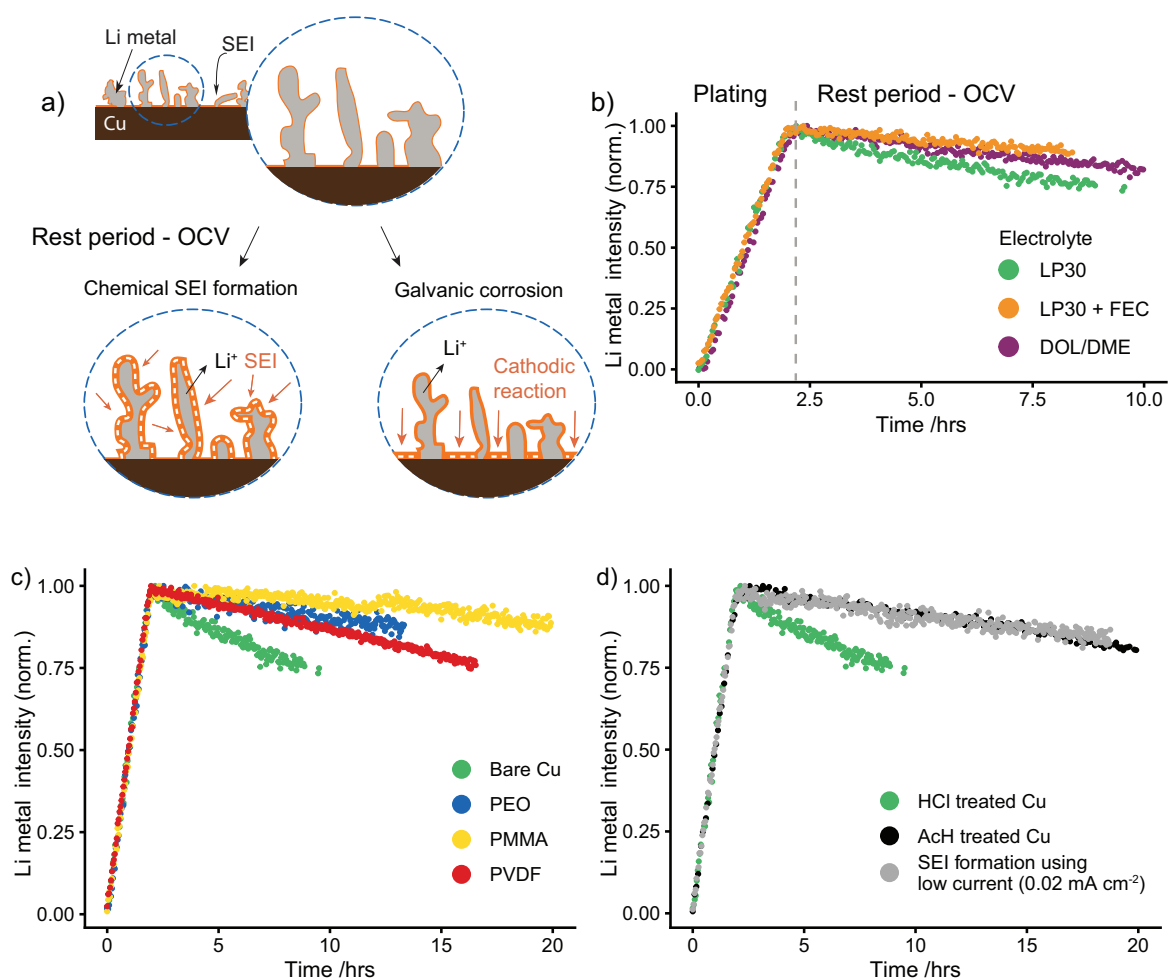 a)
Li metal
SEI
Cu
Rest period - OCV
Chemical SEI formation
Li⁺ SEI
Galvanic corrosion
Li⁺
Cathodic
reaction
b)
Plating
Rest period - OCV
Li metal intensity (norm.)
1.00
0.75
0.50
0.25
0.00
0.0 2.5 5.0 7.5 10.0
Time /hrs
Electrolyte
LP30
LP30 + FEC
DOL/DME
c)
Li metal intensity (norm.)
1.00
0.75
0.50
0.25
0.00
0 5 10 15 20
Time /hrs
Bare Cu
PEO
PMMA
PVDF
d)
Li metal intensity (norm.)
1.00
0.75
0.50
0.25
0.00
0 5 10 15 20
Time /hrs
HCl treated Cu
AcH treated Cu
SEI formation using
low current (0.02 mA cm⁻²)